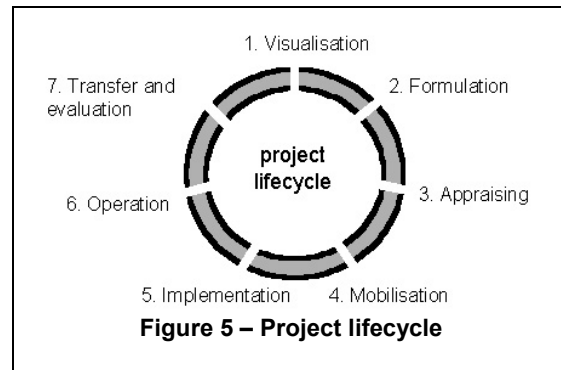 1. Visualisation
2. Formulation
3. Appraising
4. Mobilisation
5. Implementation
6. Operation
7. Transfer and
evaluation
project
lifecycle
Figure 5 – Project lifecycle